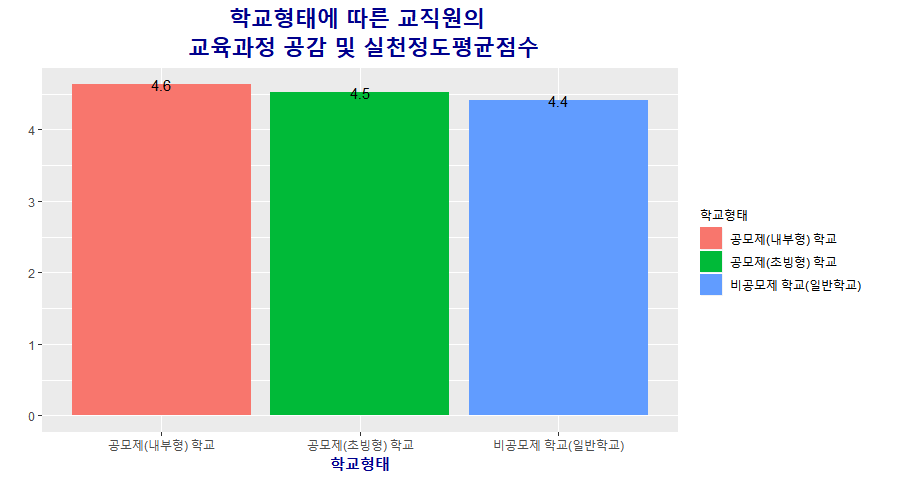 학교형태에 따른 교직원의
교육과정 공감 및 실천정도평균점수
4.6
4.5
4.4
4
3
2
1
0
공모제(내부형) 학교
공모제(초빙형) 학교
비공모제 학교(일반학교)
학교형태
학교형태
공모제(내부형) 학교
공모제(초빙형) 학교
비공모제 학교(일반학교)